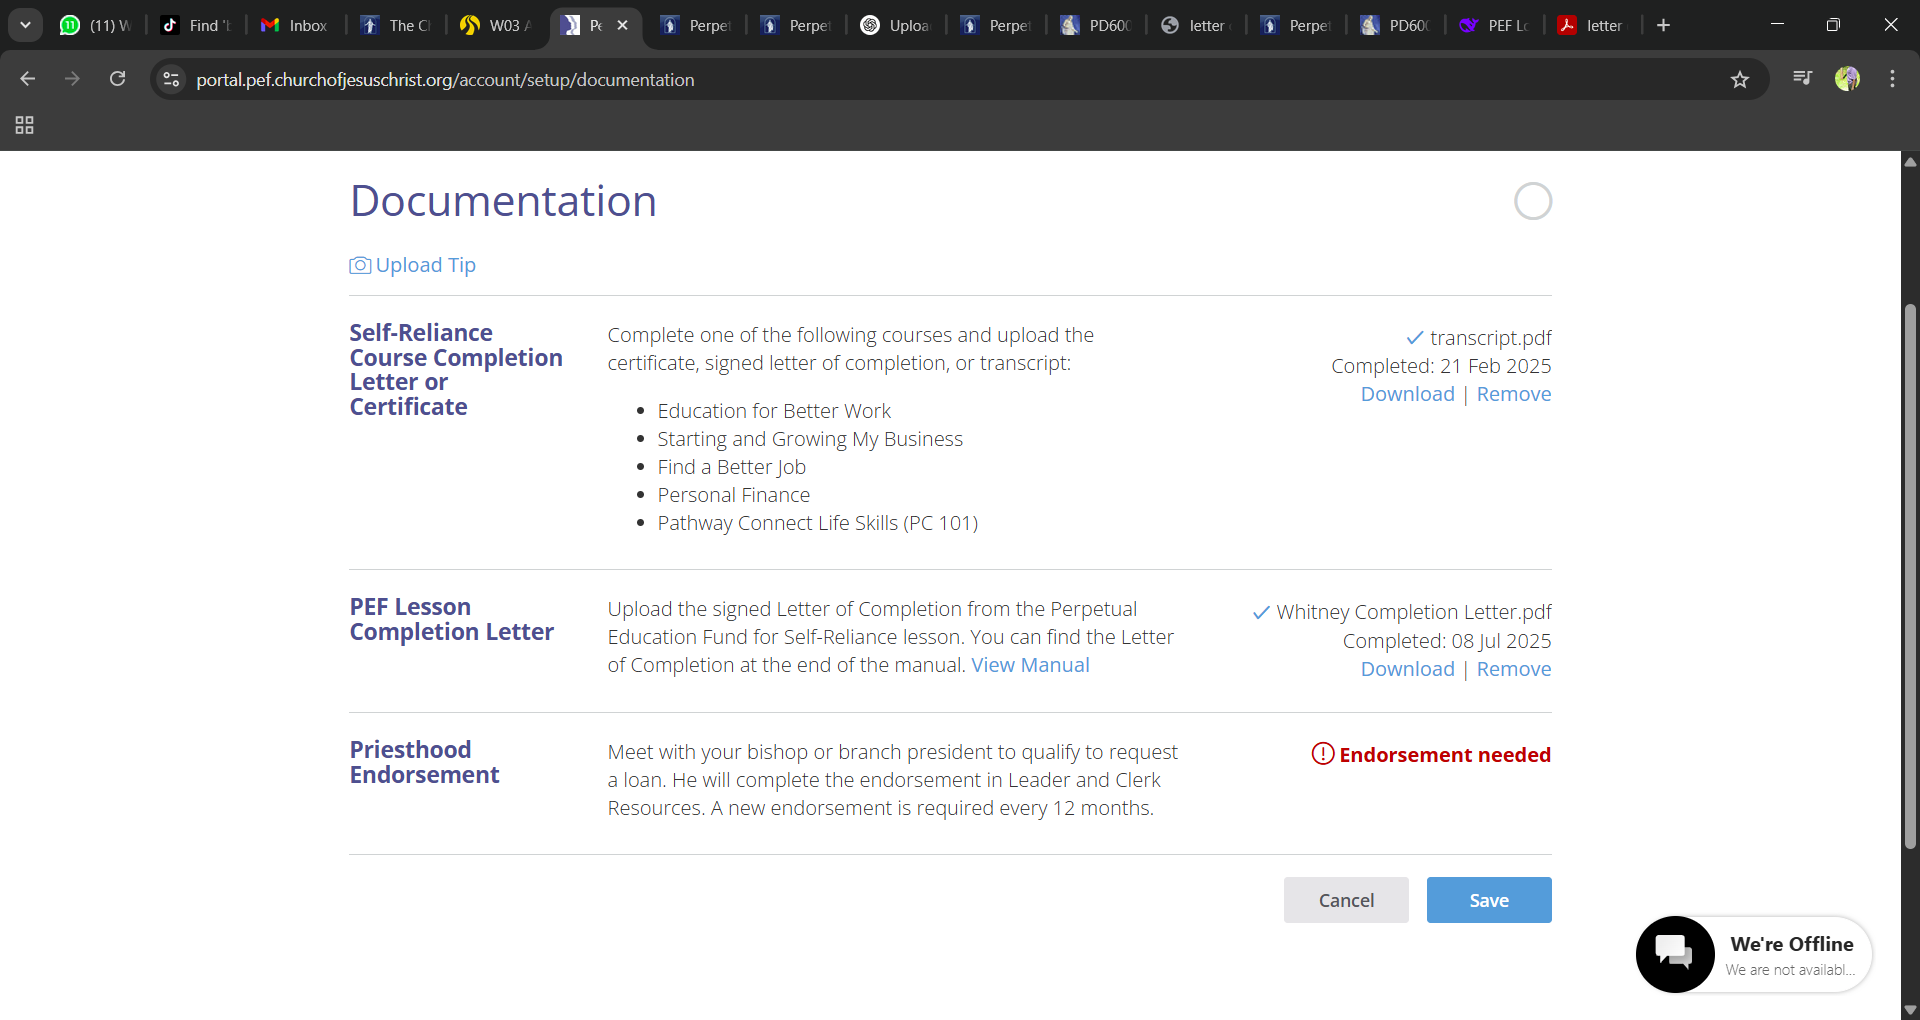 (11) W
Find 'b
Inbox
The Ch
W03 A
Pe
Perpet
Perpet
Uploa
Perpet
PD600
letter
Perpet
PD600
PEF Lo
letter
portal.pef.churchofjesuschrist.org/account/setup/documentation
Documentation
Upload Tip
Self-Reliance
Course Completion
Letter or
Certificate
Complete one of the following courses and upload the
certificate, signed letter of completion, or transcript:
• Education for Better Work
• Starting and Growing My Business
• Find a Better Job
• Personal Finance
• Pathway Connect Life Skills (PC 101)
transcript.pdf
Completed: 21 Feb 2025
Download | Remove
PEF Lesson
Completion Letter
Upload the signed Letter of Completion from the Perpetual
Education Fund for Self-Reliance lesson. You can find the Letter
of Completion at the end of the manual. View Manual
Whitney Completion Letter.pdf
Completed: 08 Jul 2025
Download | Remove
Priesthood
Endorsement
Meet with your bishop or branch president to qualify to request
a loan. He will complete the endorsement in Leader and Clerk
Resources. A new endorsement is required every 12 months.
Endorsement needed
Cancel
Save
We're Offline
We are not availabl...